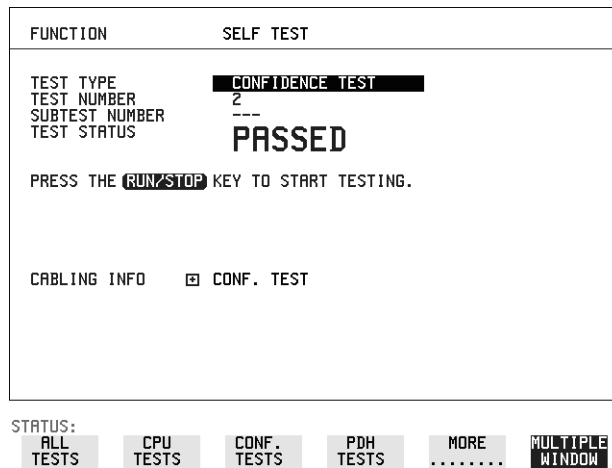 FUNCTION SELF TEST
TEST TYPE CONFIDENCE TEST
TEST NUMBER 2
SUBTEST NUMBER ---
TEST STATUS PASSED
PRESS THE RUN/STOP KEY TO START TESTING.
CABLING INFO + CONF. TEST
STATUS:
ALL TESTS CPU TESTS CONF. TESTS PDH TESTS MORE ........ MULTIPLE WINDOW